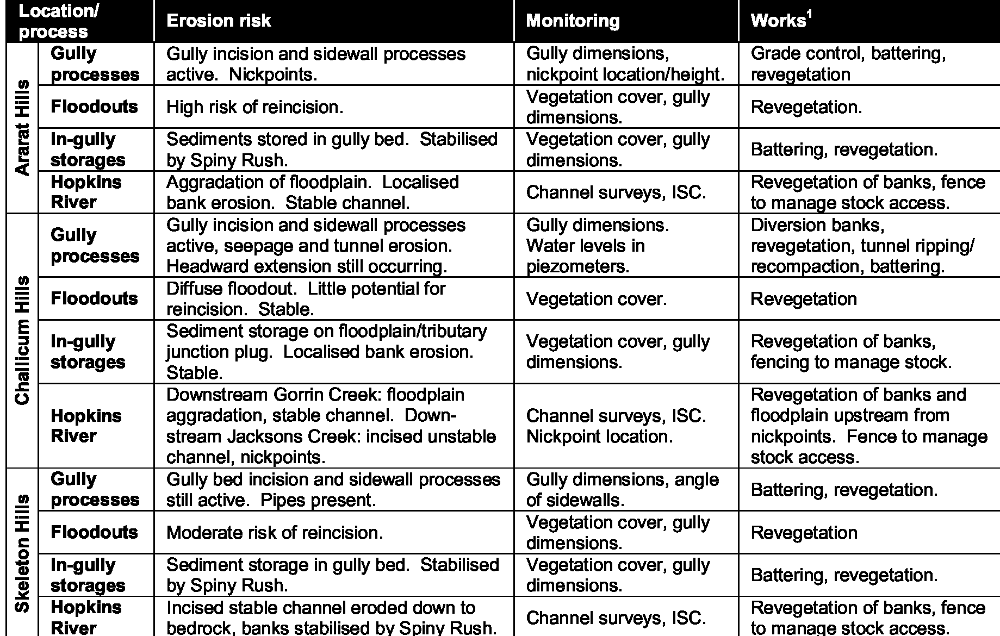 Location/
process
Erosion risk
Monitoring
Works1
Ararat Hills
Gully
processes
Gully incision and sidewall processes
active.  Nickpoints.
Gully dimensions,
nickpoint location/height.
Grade control, battering,
revegetation
Floodouts
High risk of reincision.
Vegetation cover, gully
dimensions.
Revegetation.
In-gully
storages
Sediments stored in gully bed.  Stabilised
by Spiny Rush.
Vegetation cover, gully
dimensions.
Battering, revegetation.
Hopkins
River
Aggradation of floodplain.  Localised
bank erosion.  Stable channel.
Channel surveys, ISC.
Revegetation of banks, fence
to manage stock access.
Challicum Hills
Gully
processes
Gully incision and sidewall processes
active, seepage and tunnel erosion.
Headward extension still occurring.
Gully dimensions.
Water levels in
piezometers.
Diversion banks,
revegetation, tunnel ripping/
recompaction, battering.
Floodouts
Diffuse floodout.  Little potential for
reincision.  Stable.
Vegetation cover.
Revegetation
In-gully
storages
Sediment storage on floodplain/tributary
junction plug.  Localised bank erosion.
Stable.
Vegetation cover, gully
dimensions.
Revegetation of banks,
fencing to manage stock.
Hopkins
River
Downstream Gorrin Creek: floodplain
aggradation, stable channel.  Down-
stream Jacksons Creek: incised unstable
channel, nickpoints.
Channel surveys, ISC.
Nickpoint location.
Revegetation of banks and
floodplain upstream from
nickpoints.  Fence to manage
stock access.
Skeleton Hills
Gully
processes
Gully bed incision and sidewall processes
still active.  Pipes present.
Gully dimensions, angle
of sidewalls.
Battering, revegetation.
Floodouts
Moderate risk of reincision.
Vegetation cover, gully
dimensions.
Revegetation
In-gully
storages
Sediment storage in gully bed.  Stabilised
by Spiny Rush.
Vegetation cover, gully
dimensions.
Battering, revegetation.
Hopkins
River
Incised stable channel eroded down to
bedrock, banks stabilised by Spiny Rush.
Channel surveys, ISC.
Revegetation of banks, fence
to manage stock access.